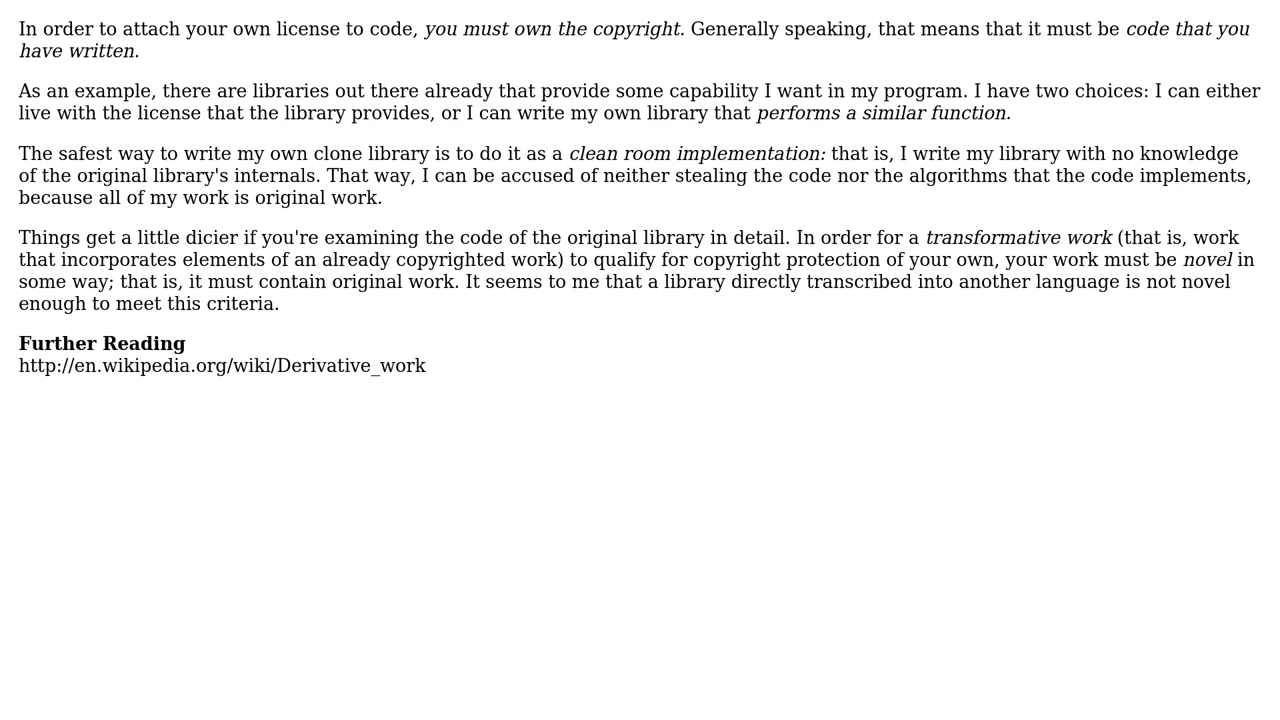 In order to attach your own license to code, you must own the copyright. Generally speaking, that means that it must be code that you
have written.
As an example, there are libraries out there already that provide some capability I want in my program. I have two choices: I can either
live with the license that the library provides, or I can write my own library that performs a similar function.
The safest way to write my own clone library is to do it as a clean room implementation: that is, I write my library with no knowledge
of the original library's internals. That way, I can be accused of neither stealing the code nor the algorithms that the code implements,
because all of my work is original work.
Things get a little dicier if you're examining the code of the original library in detail. In order for a transformative work (that is, work
that incorporates elements of an already copyrighted work) to qualify for copyright protection of your own, your work must be novel in
some way; that is, it must contain original work. It seems to me that a library directly transcribed into another language is not novel
enough to meet this criteria.
Further Reading
http://en.wikipedia.org/wiki/Derivative_work